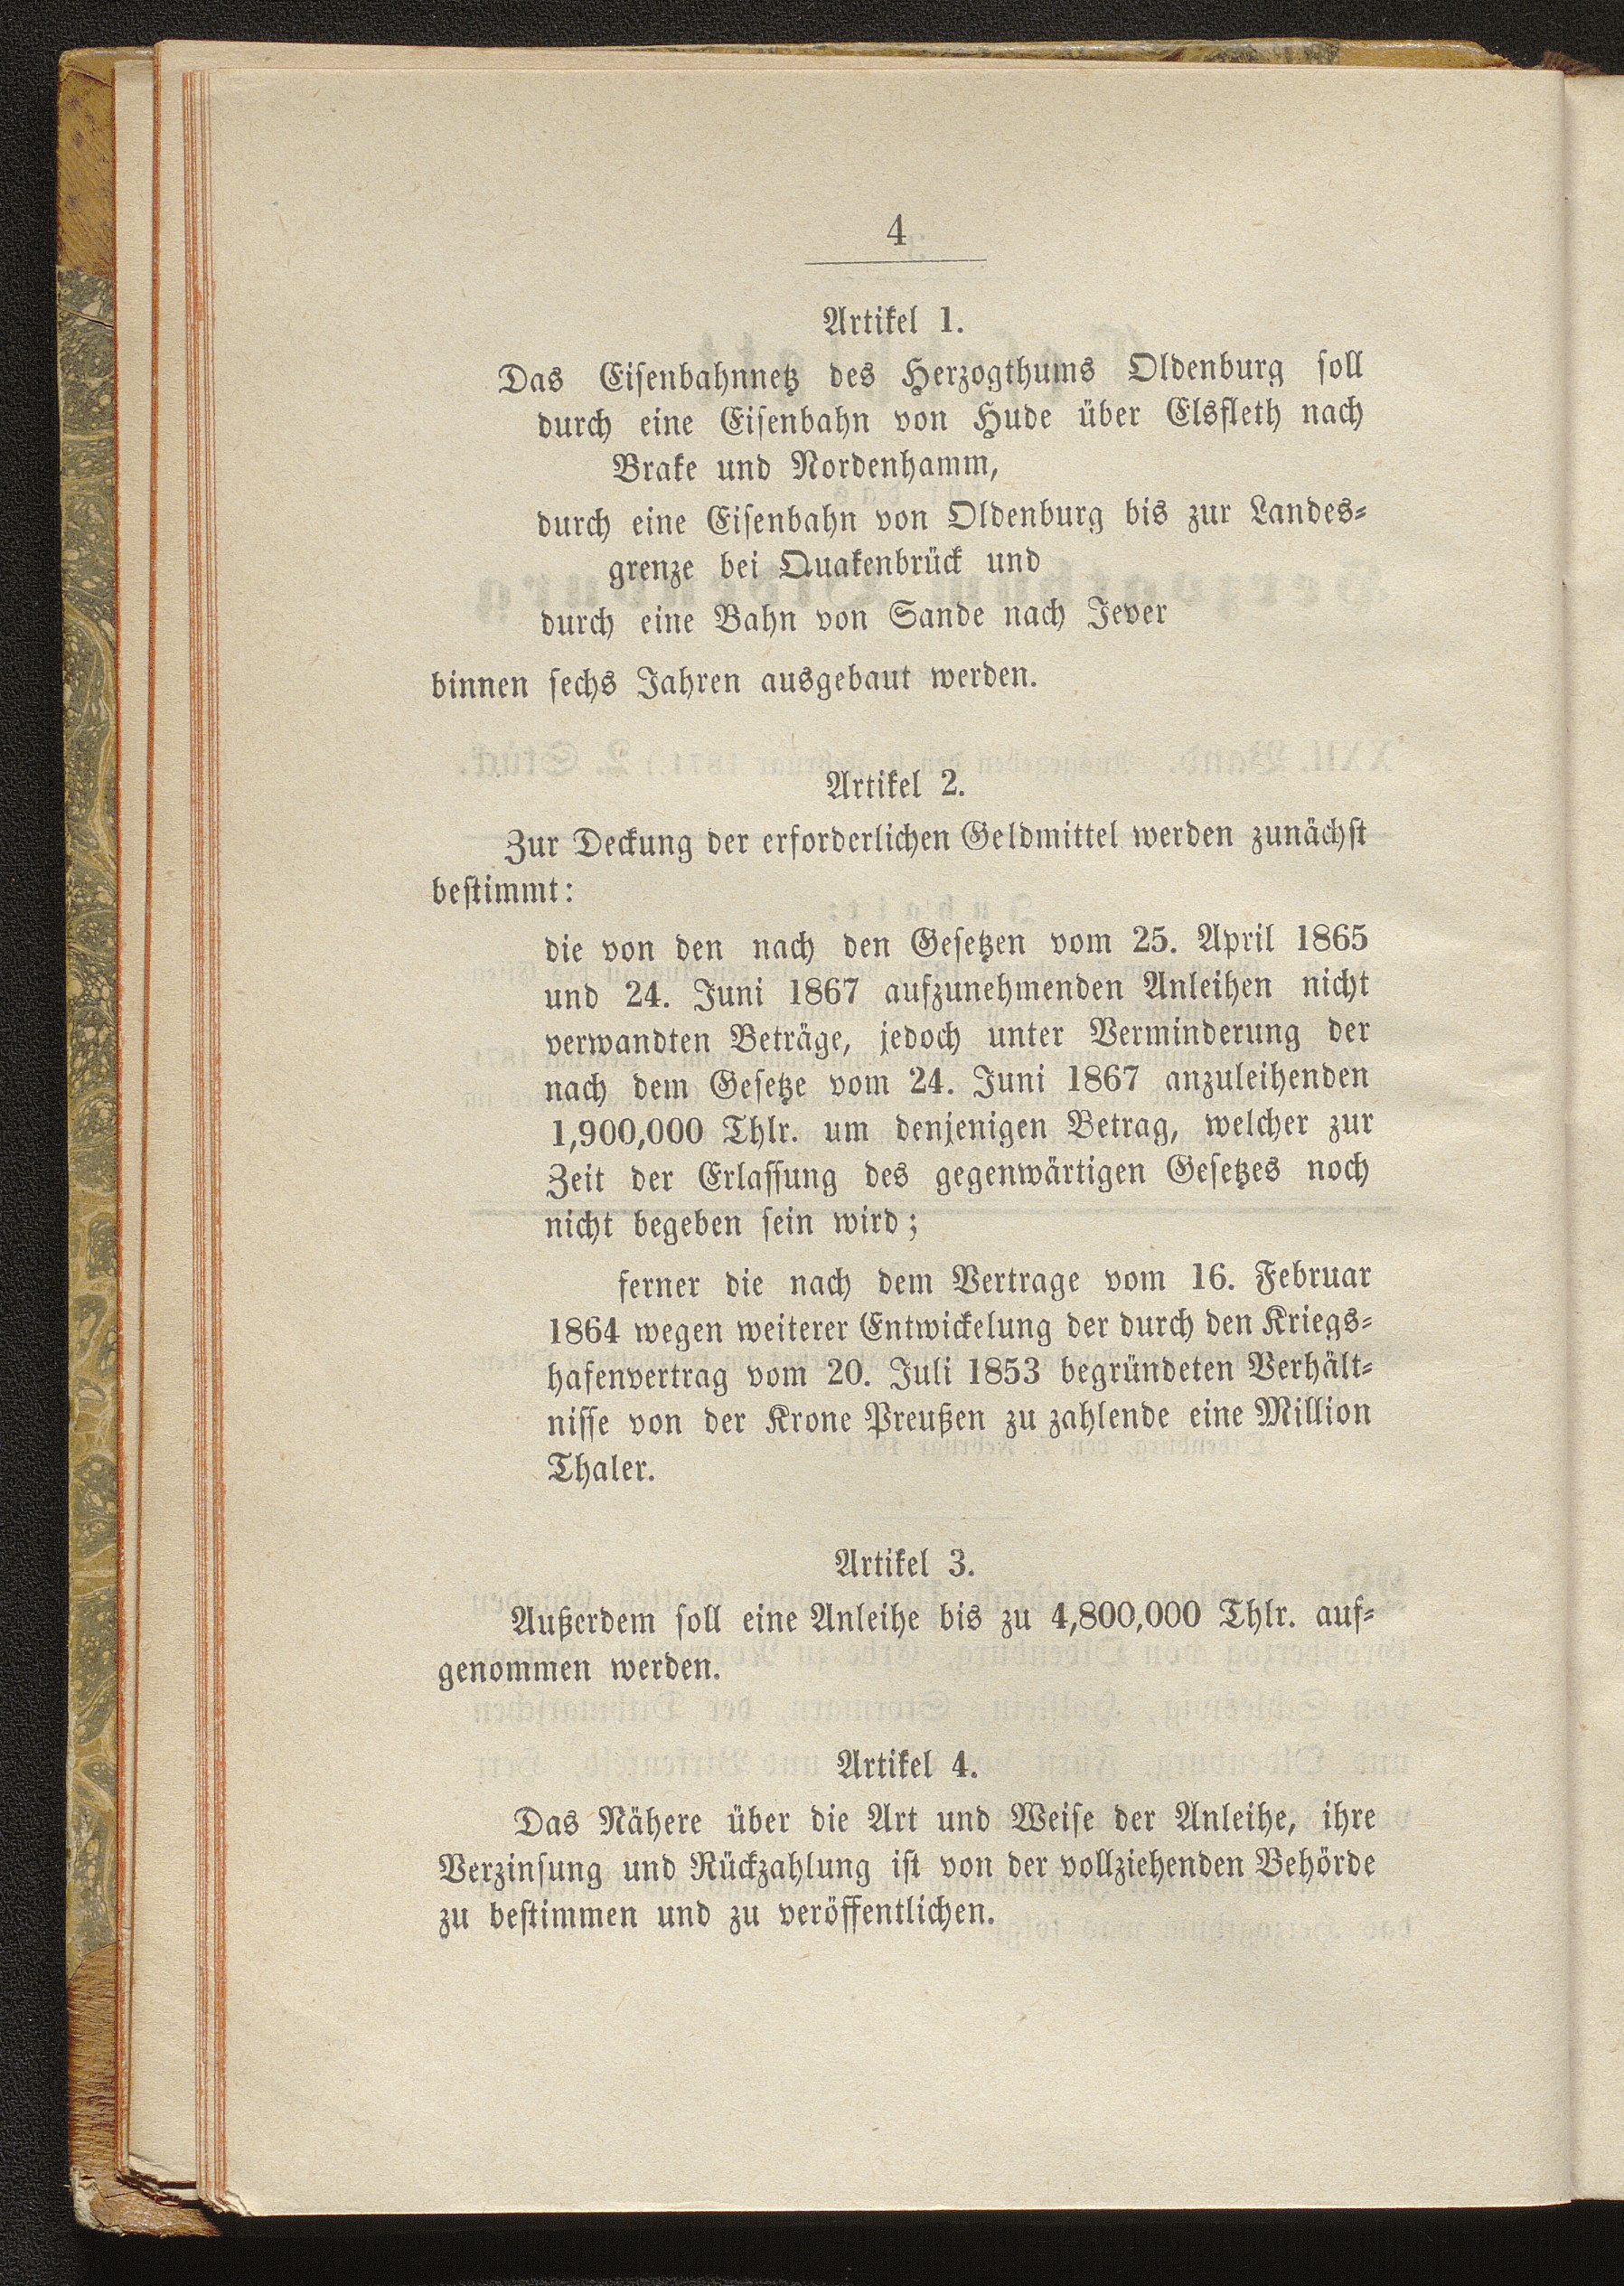 4
Artikel 1.
Das Eisenbahnnetz des Herzogthums Oldenburg soll
durch eine Eisenbahn von Hude über Elsfleth nach
Brake und Nordenhamm,
durch eine Eisenbahn von Oldenburg bis zur Landes-
grenze bei Quakenbrück und
durch eine Bahn von Sande nach Jever
binnen sechs Jahren ausgebaut werden.
Artikel 2.
Zur Deckung der erforderlichen Geldmittel werden zunächst
bestimmt:
die von den nach den Gesetzen vom 25. April 1865
und 24. Juni 1867 aufzunehmenden Anleihen nicht
verwandten Beträge, jedoch unter Verminderung der
nach dem Gesetze vom 24. Juni 1867 anzuleihenden
1,900,000 Thlr. um denjenigen Betrag, welcher zur
Zeit der Erlassung des gegenwärtigen Gesetzes noch
nicht begeben sein wird;
ferner die nach dem Vertrage vom 16. Februar
1864 wegen weiterer Entwickelung der durch den Kriegs-
hafenvertrag vom 20. Juli 1853 begründeten Verhält-
nisse von der Krone Preußen zu zahlende eine Million
Thaler.
Artikel 3.
Außerdem soll eine Anleihe bis zu 4,800,000 Thlr. auf-
genommen werden.
Artikel 4.
Das Nähere über die Art und Weise der Anleihe, ihre
Verzinsung und Rückzahlung ist von der vollziehenden Behörde
zu bestimmen und zu veröffentlichen.